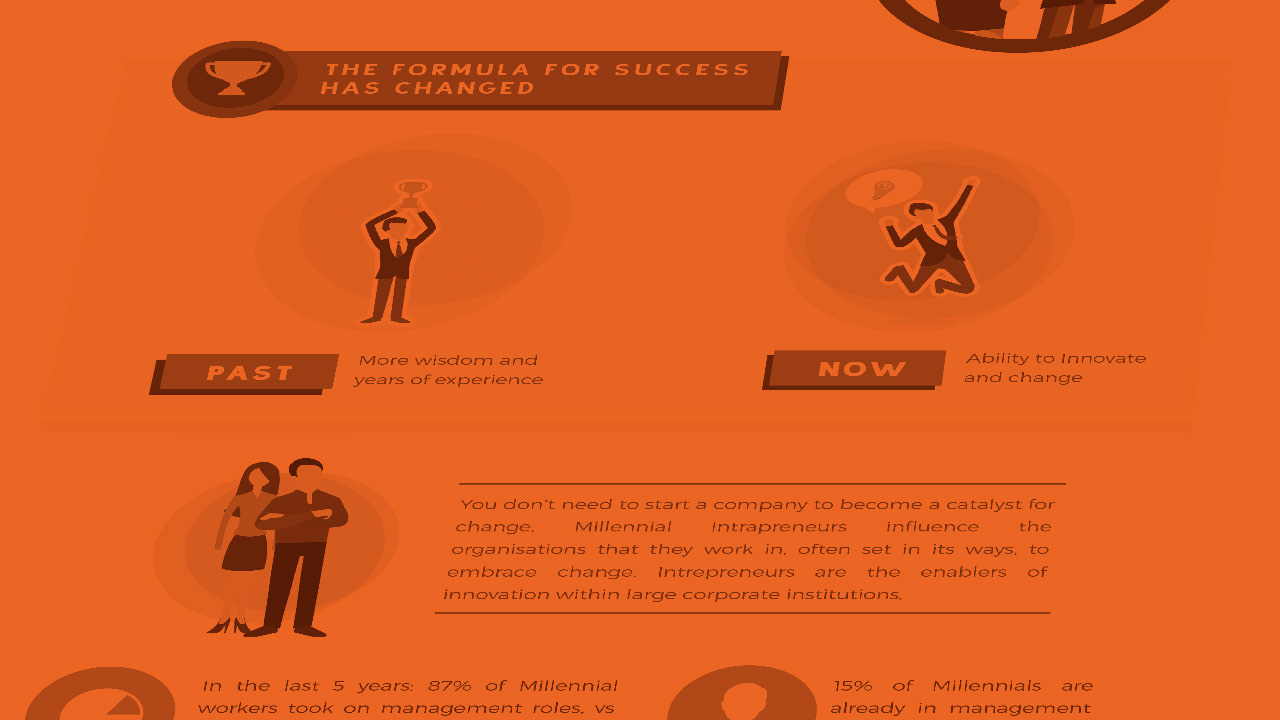 THE FORMULA FOR SUCCESS
HAS CHANGED
PAST
More wisdom and
years of experience
NOW
Ability to Innovate
and change
You don't need to start a company to become a catalyst for
change. Millennial Intrapreneurs influence the
organisations that they work in, often set in its ways, to
embrace change. Intrepreneurs are the enablers of
innovation within large corporate institutions.
In the last 5 years: 87% of Millennial
workers took on management roles, vs
15% of Millennials are
already in management